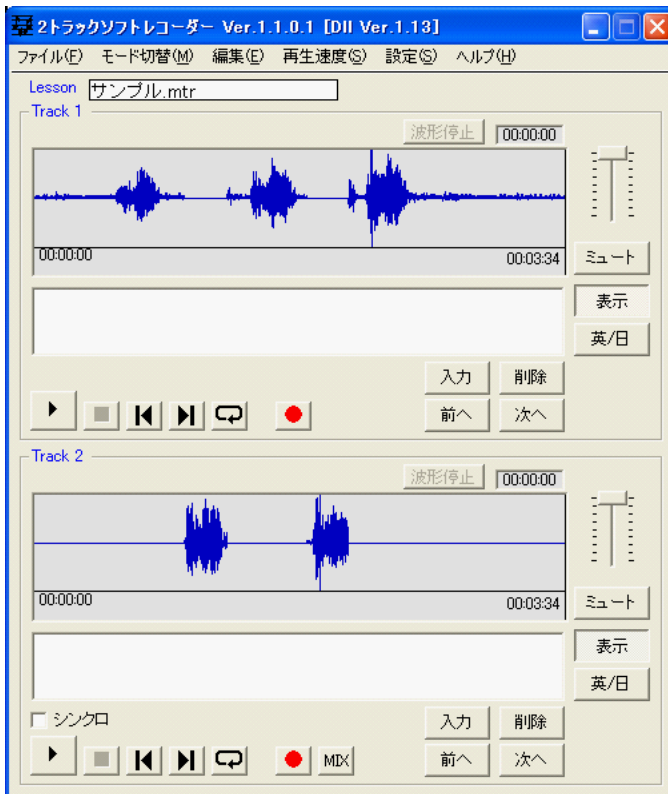 2トラックソフトレコーダー Ver.1.1.0.1 [Dll Ver.1.13]
ファイル(F) モード切替(M) 編集(E) 再生速度(S) 設定(S) ヘルプ(H)
Lesson サンプル.mtr
Track 1
波形停止 00:00:00
00:00:00 00:03:34
ミュート
表示
英/日
入力 削除
前へ 次へ
Track 2
波形停止 00:00:00
00:00:00 00:03:34
ミュート
表示
英/日
シンクロ
入力 削除
MIX
前へ 次へ